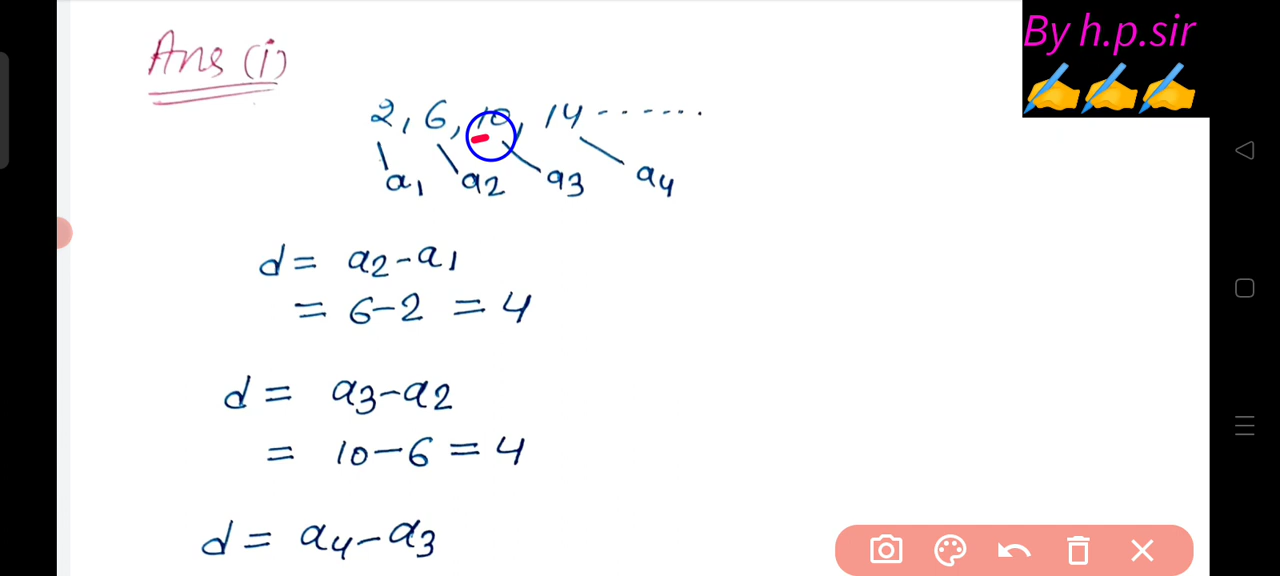 By h.p.sir
Ans (i)
2, 6, 10, 14 ------.
a1 a2 a3 a4
d = a2-a1
= 6-2 = 4
d = a3-a2
= 10-6 = 4
d = a4-a3